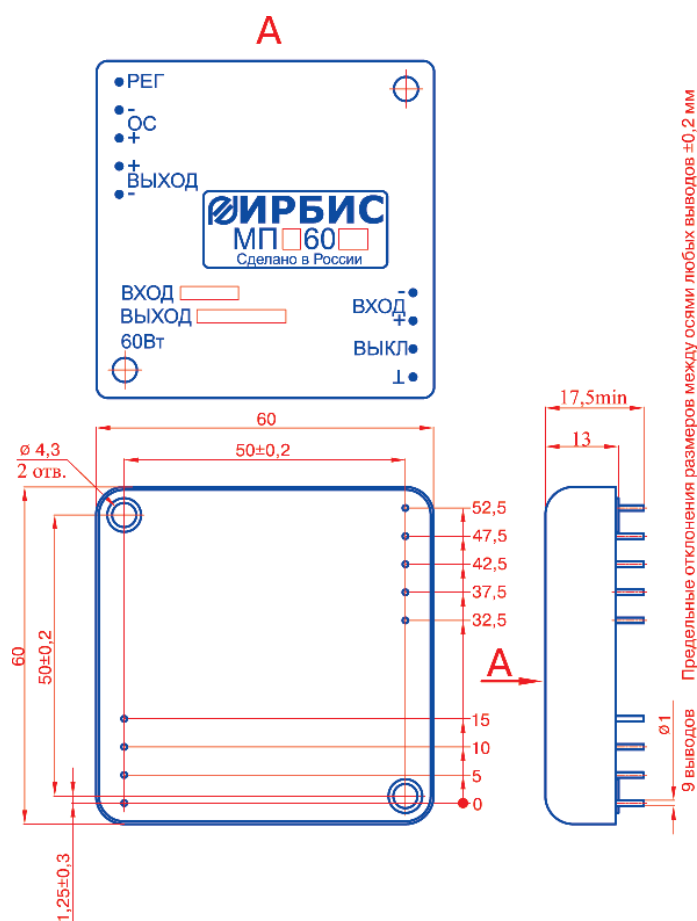 А
РЕГ
-
ОС
+
+
ВЫХОД
-
ИРБИС
МП 60
Сделано в России
ВХОД
ВЫХОД
60Вт
-
ВХОД
+
ВЫКЛ
⊥
60
50±0,2
ø 4,3
2 отв.
60
50±0,2
1,25±0,3
52,5
47,5
42,5
37,5
32,5
15
10
5
0
А
17,5min
13
ø1
9 выводов
Предельные отклонения размеров между осями любых выводов ±0,2 мм